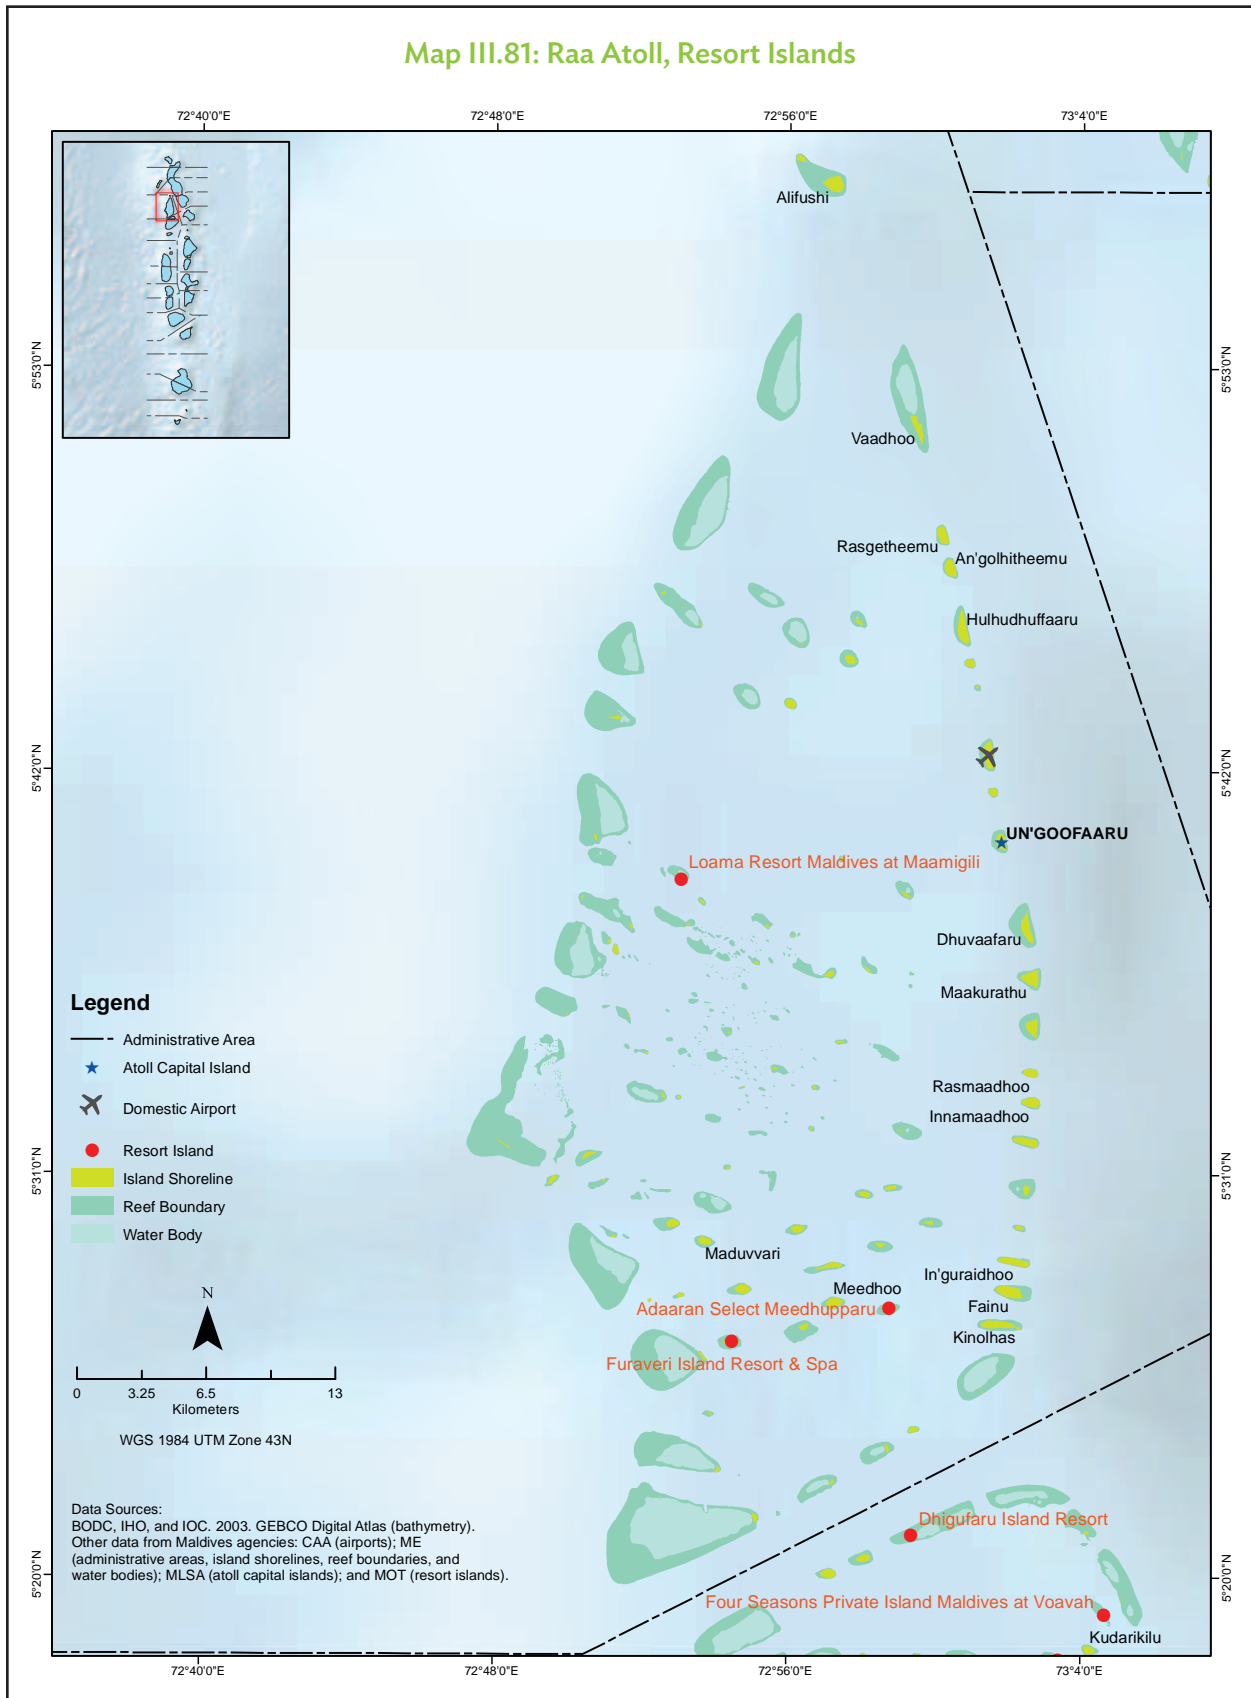 Map III.81: Raa Atoll, Resort Islands
72°40'0"E
72°48'0"E
72°56'0"E
73°4'0"E
Alifushi
5°53'0"N
5°53'0"N
Vaadhoo
Rasgetheemu
An'golhitheemu
Hulhudhuffaaru
5°42'0"N
5°42'0"N
UN'GOOFAARU
Loama Resort Maldives at Maamigili
Dhuvaafaru
Maakurathu
Legend
Administrative Area
Atoll Capital Island
Domestic Airport
Resort Island
Island Shoreline
Reef Boundary
Water Body
Rasmaadhoo
Innamaadhoo
5°31'0"N
5°31'0"N
Maduvvari
In'guraidhoo
Meedhoo
Fainu
Adaaran Select Meedhupparu
Kinolhas
Furaveri Island Resort & Spa
N
0 3.25 6.5 13
Kilometers
WGS 1984 UTM Zone 43N
Data Sources:
BODC, IHO, and IOC. 2003. GEBCO Digital Atlas (bathymetry).
Other data from Maldives agencies: CAA (airports); ME
(administrative areas, island shorelines, reef boundaries, and
water bodies); MLSA (atoll capital islands); and MOT (resort islands).
Dhigufaru Island Resort
5°20'0"N
5°20'0"N
Four Seasons Private Island Maldives at Voavah
Kudarikilu
72°40'0"E
72°48'0"E
72°56'0"E
73°4'0"E